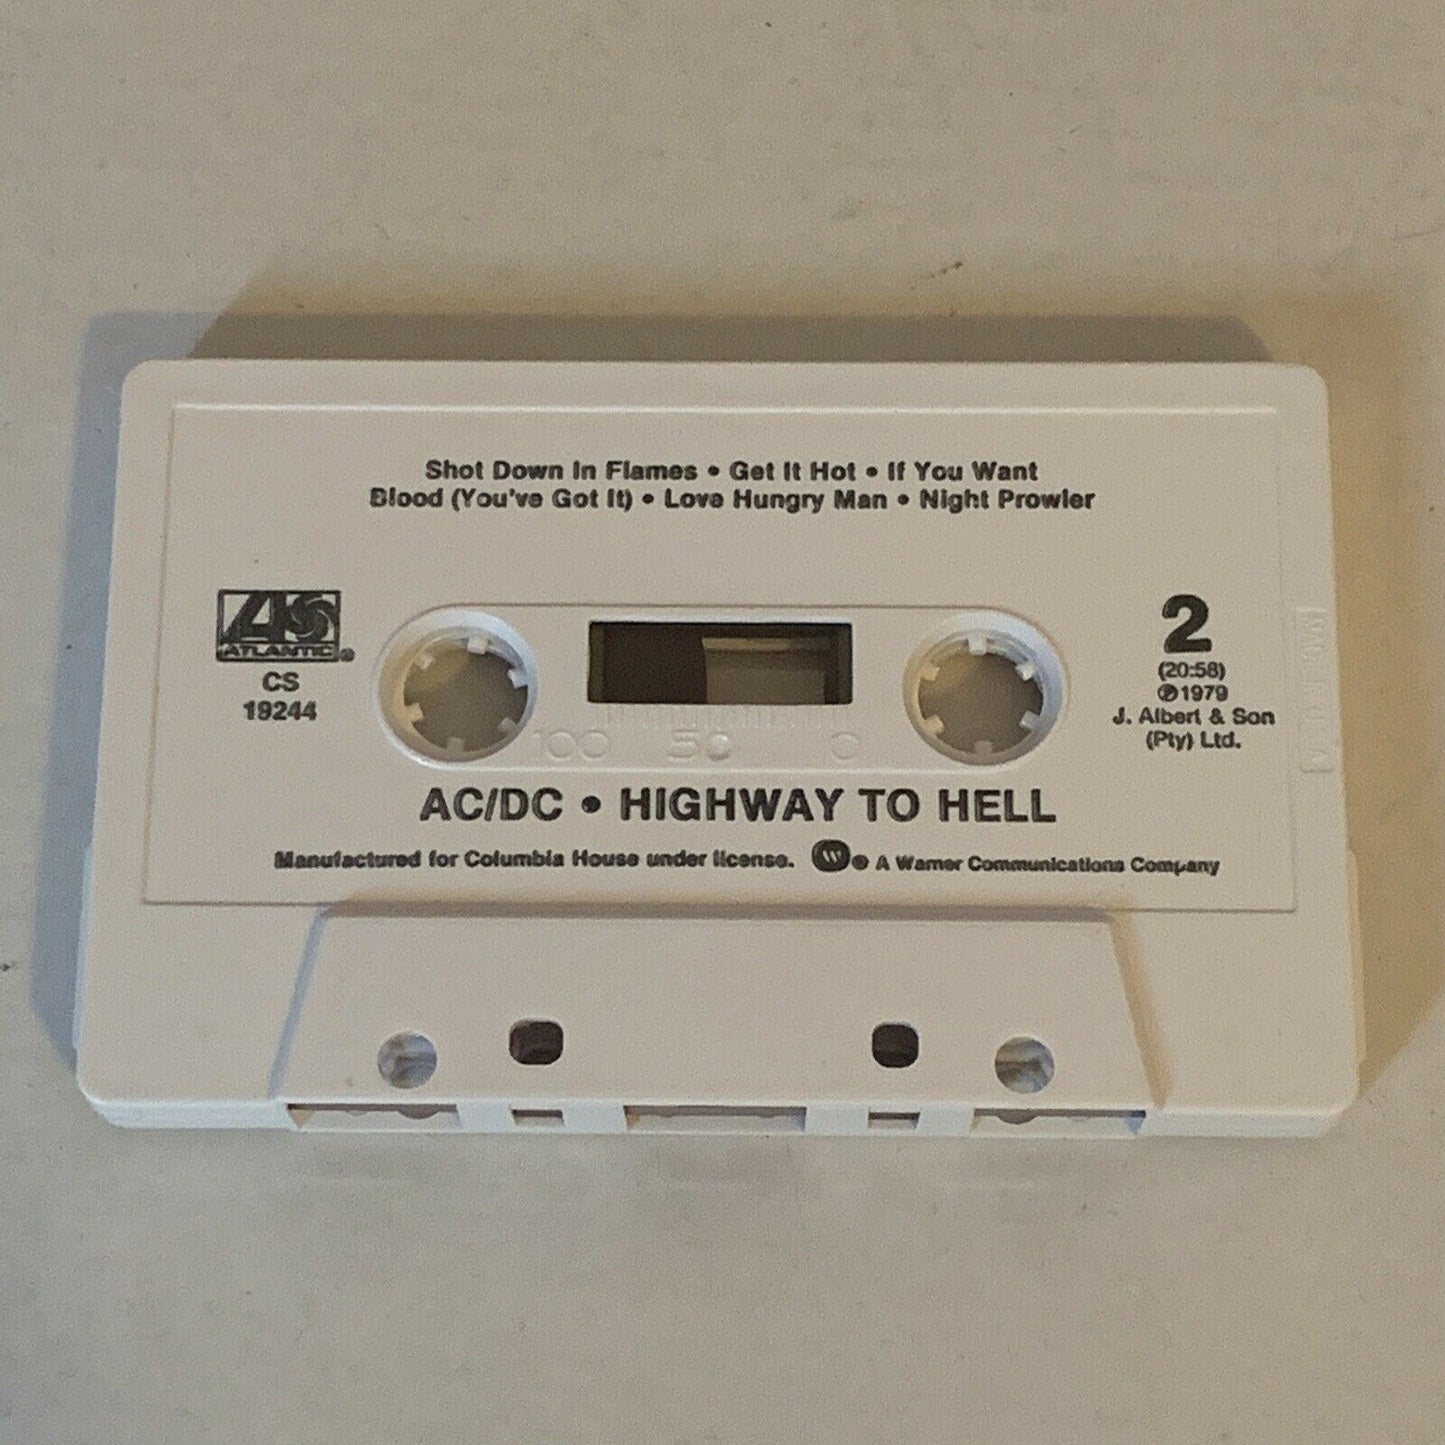 Shot Down In Flames • Get It Hot • If You Want
Blood (You've Got It) • Love Hungry Man • Night Prowler
AS
ATLANTIC®
CS
19244
2
(20:58)
℗1979
J. Albert & Son
(Pty) Ltd.
100 50 0
AC/DC • HIGHWAY TO HELL
Manufactured for Columbia House under license. W® A Warner Communications Company